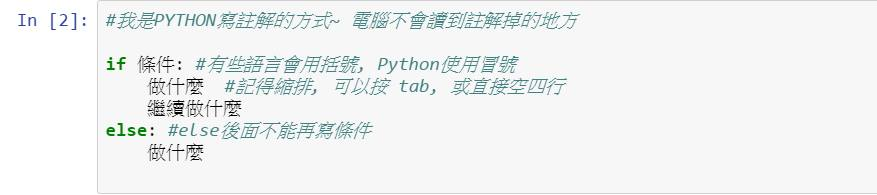 In [2]: #我是PYTHON寫註解的方式~ 電腦不會讀到註解掉的地方
if 條件: #有些語言會用括號, Python使用冒號
做什麼 #記得縮排, 可以按 tab, 或直接空四行
繼續做什麼
else: #else後面不能再寫條件
做什麼